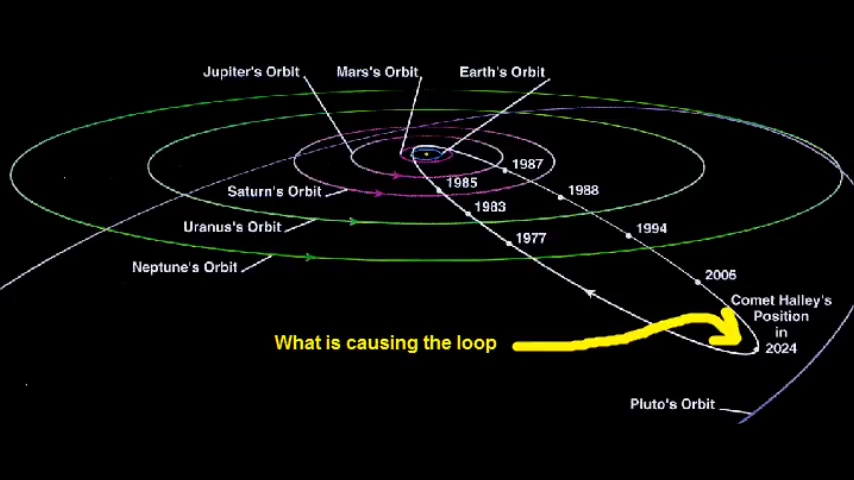 Jupiter's Orbit
Mars's Orbit
Earth's Orbit
1987
1985
Saturn's Orbit
1988
1983
Uranus's Orbit
1994
1977
Neptune's Orbit
2005
Comet Halley's
Position
in
2024
What is causing the loop
Pluto's Orbit